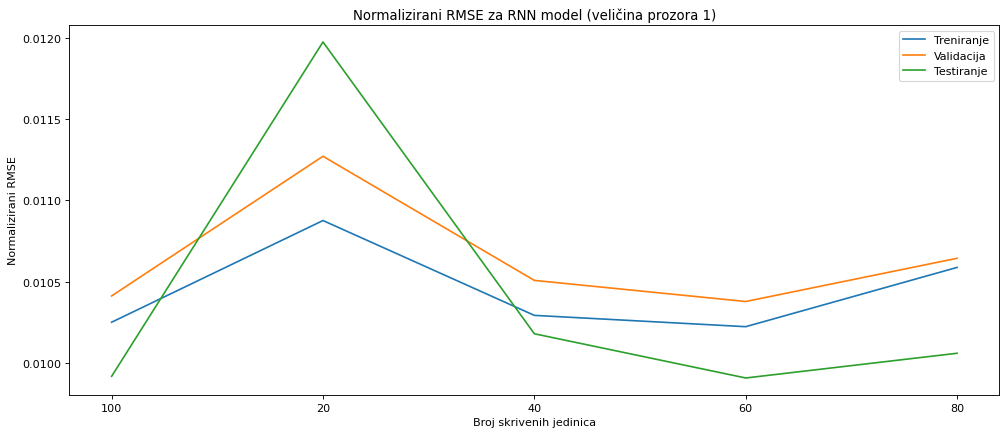 Normalizirani RMSE za RNN model (veličina prozora 1)
Treniranje
Validacija
Testiranje
Normalizirani RMSE
0.0120
0.0115
0.0110
0.0105
0.0100
100 20 40 60 80
Broj skrivenih jedinica